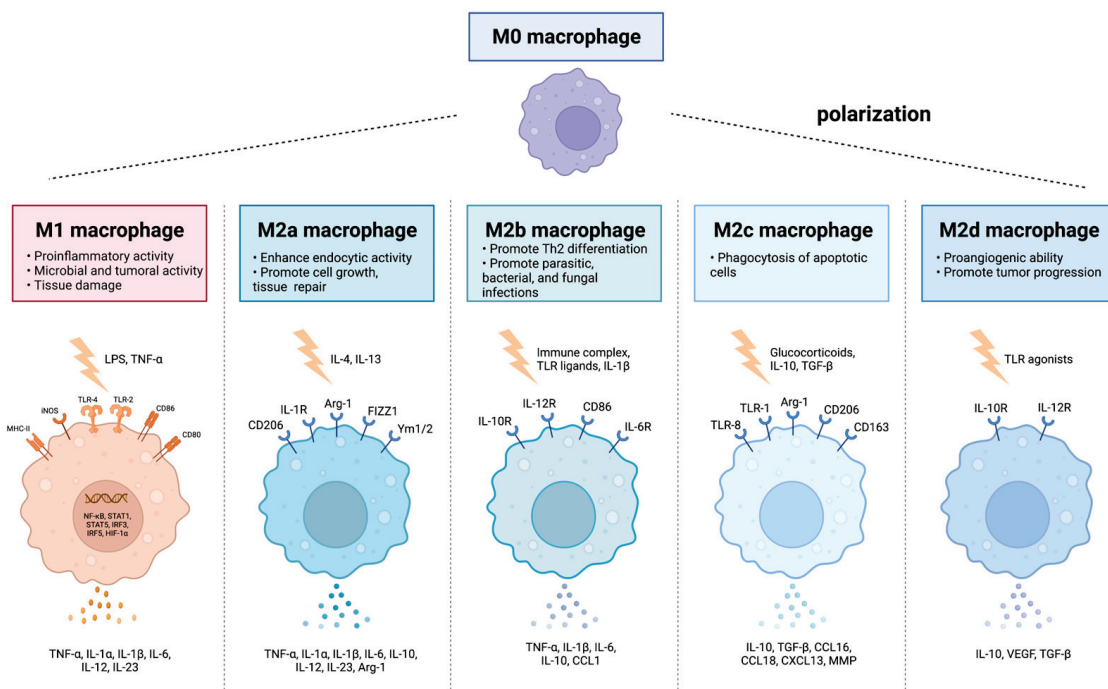 M0 macrophage
polarization
M1 macrophage
• Proinflammatory activity
• Microbial and tumoral activity
• Tissue damage
LPS, TNF-α
MHC-II
iNOS
TLR-4
TLR-2
CD86
CD80
NF-κB, STAT1,
STAT5, IRF3,
IRF5, HIF-1α
TNF-α, IL-1α, IL-1β, IL-6,
IL-12, IL-23
M2a macrophage
• Enhance endocytic activity
• Promote cell growth,
tissue repair
IL-4, IL-13
CD206
IL-1R
Arg-1
FIZZ1
Ym1/2
TNF-α, IL-1α, IL-1β, IL-6, IL-10,
IL-12, IL-23, Arg-1
M2b macrophage
• Promote Th2 differentiation
• Promote parasitic,
bacterial, and fungal
infections
Immune complex,
TLR ligands, IL-1β
IL-10R
IL-12R
CD86
IL-6R
TNF-α, IL-1β, IL-6,
IL-10, CCL1
M2c macrophage
• Phagocytosis of apoptotic
cells
Glucocorticoids,
IL-10, TGF-β
TLR-8
TLR-1
Arg-1
CD206
CD163
IL-10, TGF-β, CCL16,
CCL18, CXCL13, MMP
M2d macrophage
• Proangiogenic ability
• Promote tumor progression
TLR agonists
IL-10R
IL-12R
IL-10, VEGF, TGF-β